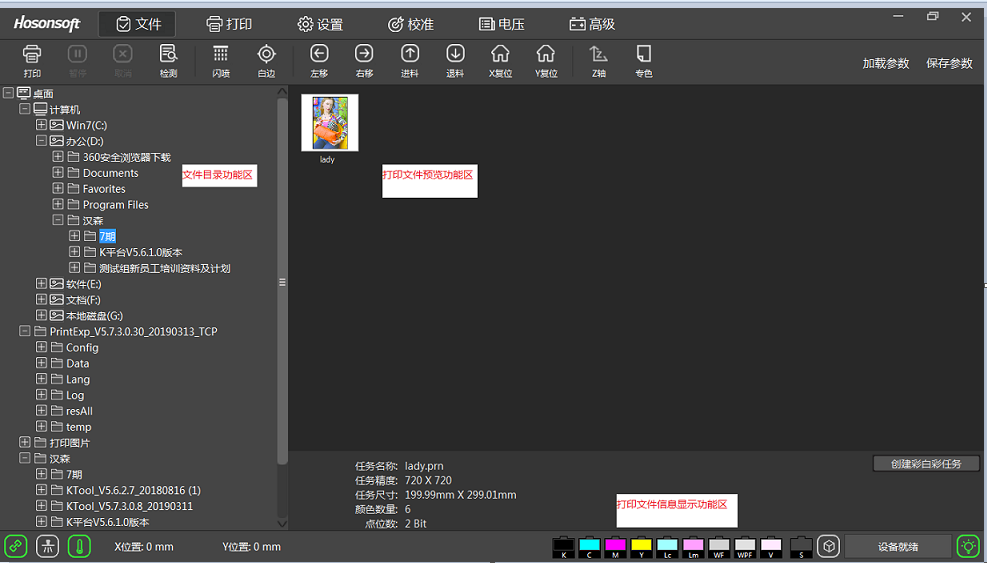 Hosonsoft 文件 打印 设置 校准 电压 高级
打印 暂停 取消 检测 闪喷 白边 左移 右移 进料 退料 X复位 Y复位 Z轴 专色 加载参数 保存参数
桌面
计算机
Win7(C:)
办公(D:)
360安全浏览器下载
Documents
Favorites
Program Files
汉森
7期
K平台V5.6.1.0版本
测试组新员工培训资料及计划
软件(E:)
文档(F:)
本地磁盘(G:)
PrintExp_V5.7.3.0.30_20190313_TCP
Config
Data
Lang
Log
resAll
temp
打印图片
汉森
7期
KTool_V5.6.2.7_20180816 (1)
KTool_V5.7.3.0.8_20190311
K平台V5.6.1.0版本
文件目录功能区
lady
打印文件预览功能区
任务名称: lady.prn
任务精度: 720 X 720
任务尺寸: 199.99mm X 299.01mm
颜色数量: 6
点位数: 2 Bit
创建彩白彩任务
打印文件信息显示功能区
X位置: 0 mm Y位置: 0 mm K C M Y Lc Lm WF WPF V S 设备就绪